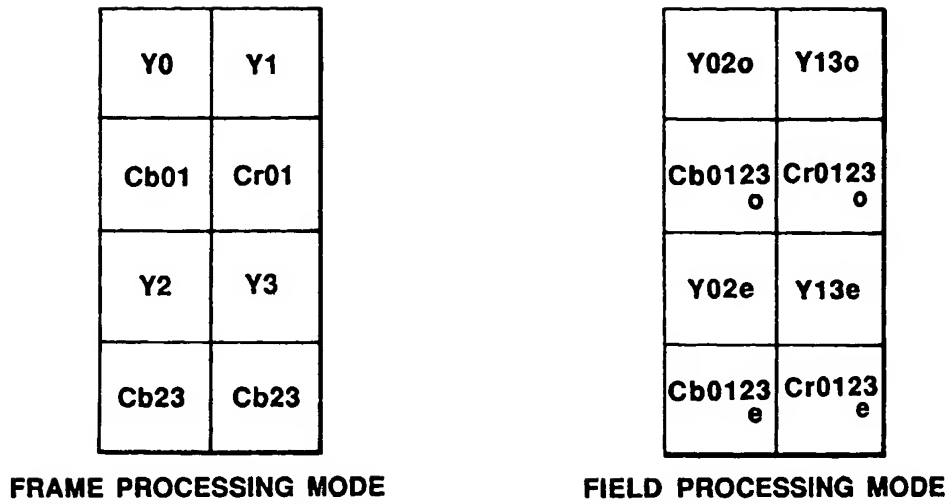 Y0 Y1
Cb01 Cr01
Y2 Y3
Cb23 Cb23
FRAME PROCESSING MODE
Y02o Y13o
Cb0123 Cr0123
o o
Y02e Y13e
Cb0123 Cr0123
e e
FIELD PROCESSING MODE